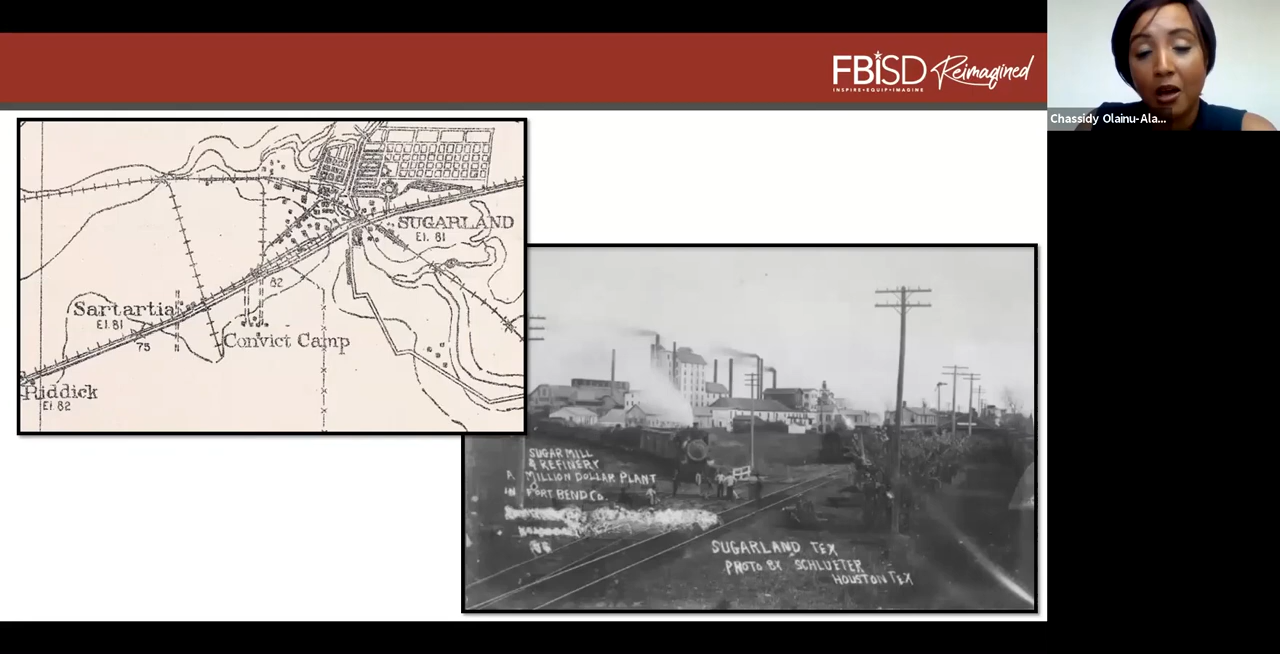 FBISD Reimagined
INSPIRE•EQUIP•IMAGINE
Chassidy Olainu-Ala...
SUGARLAND
El. 81
82
Sartartia
El. 81
75
Convict Camp
Riddick
El. 82
SUGAR MILL
& REFINERY
A MILLION DOLLAR PLANT
IN FORT BEND CO.
SUGARLAND TEX
PHOTO BY SCHLUETER
HOUSTON TEX